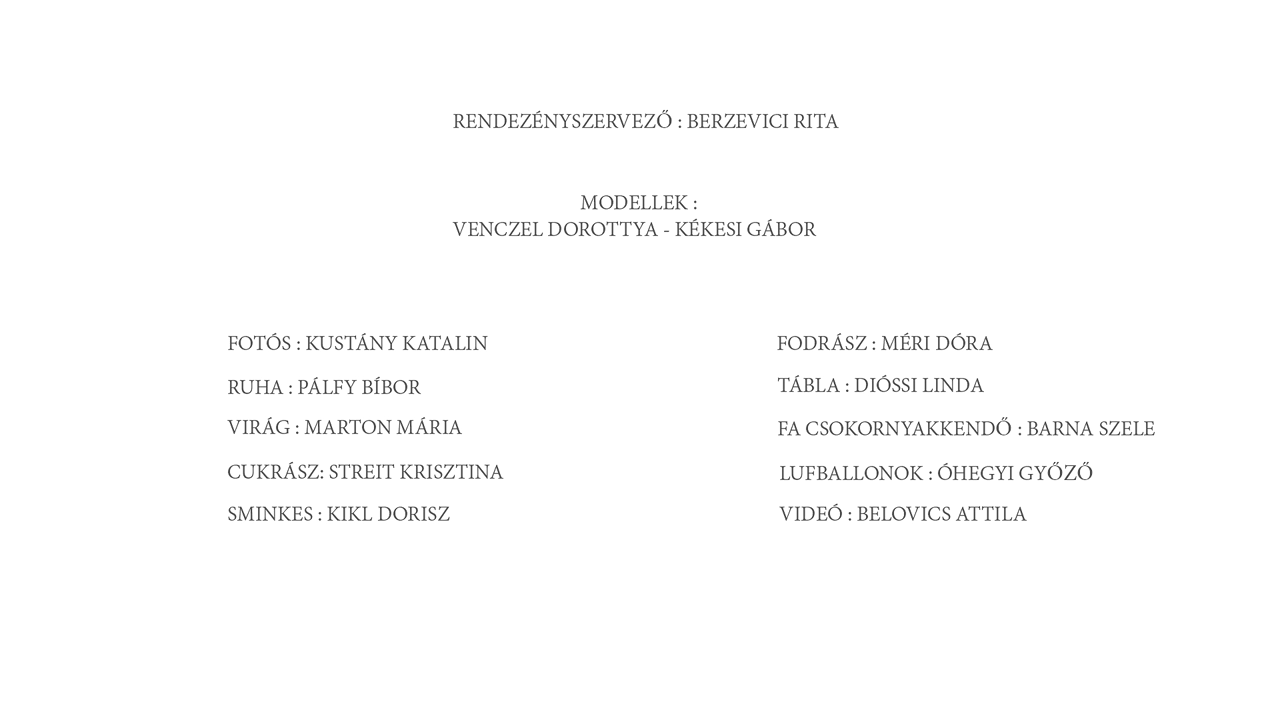 RENDEZÉNYSZERVEZŐ : BERZEVICI RITA
MODELLEK :
VENCZEL DOROTTYA - KÉKESI GÁBOR
FOTÓS : KUSTÁNY KATALIN
RUHA : PÁLFY BÍBOR
VIRÁG : MARTON MÁRIA
CUKRÁSZ: STREIT KRISZTINA
SMINKES : KIKL DORISZ
FODRÁSZ : MÉRI DÓRA
TÁBLA : DIÓSSI LINDA
FA CSOKORNYAKKENDŐ : BARNA SZELE
LUFBALLONOK : ÓHEGYI GYŐZŐ
VIDEÓ : BELOVICS ATTILA